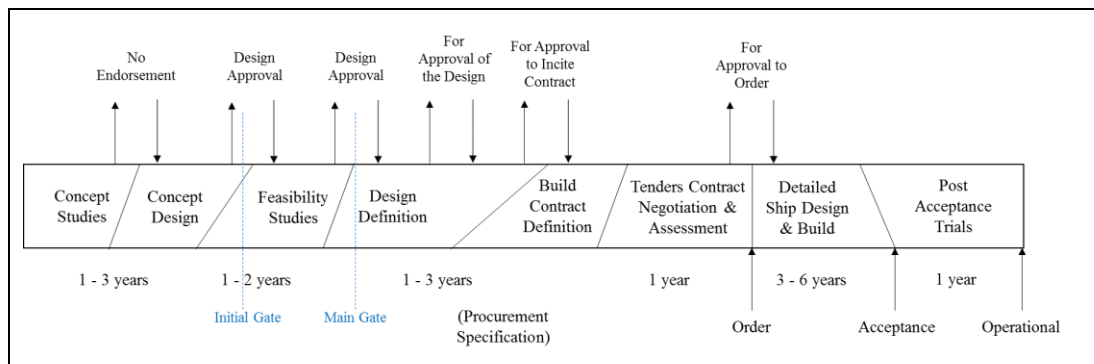 No
Endorsement
Design
Approval
Design
Approval
For
Approval of
the Design
For Approval
to Incite
Contract
For
Approval to
Order
Concept
Studies
Concept
Design
Feasibility
Studies
Design
Definition
Build
Contract
Definition
Tenders Contract
Negotiation &
Assessment
Detailed
Ship Design
& Build
Post
Acceptance
Trials
1 - 3 years
1 - 2 years
1 - 3 years
1 year
3 - 6 years
1 year
Initial Gate
Main Gate
(Procurement
Specification)
Order
Acceptance
Operational